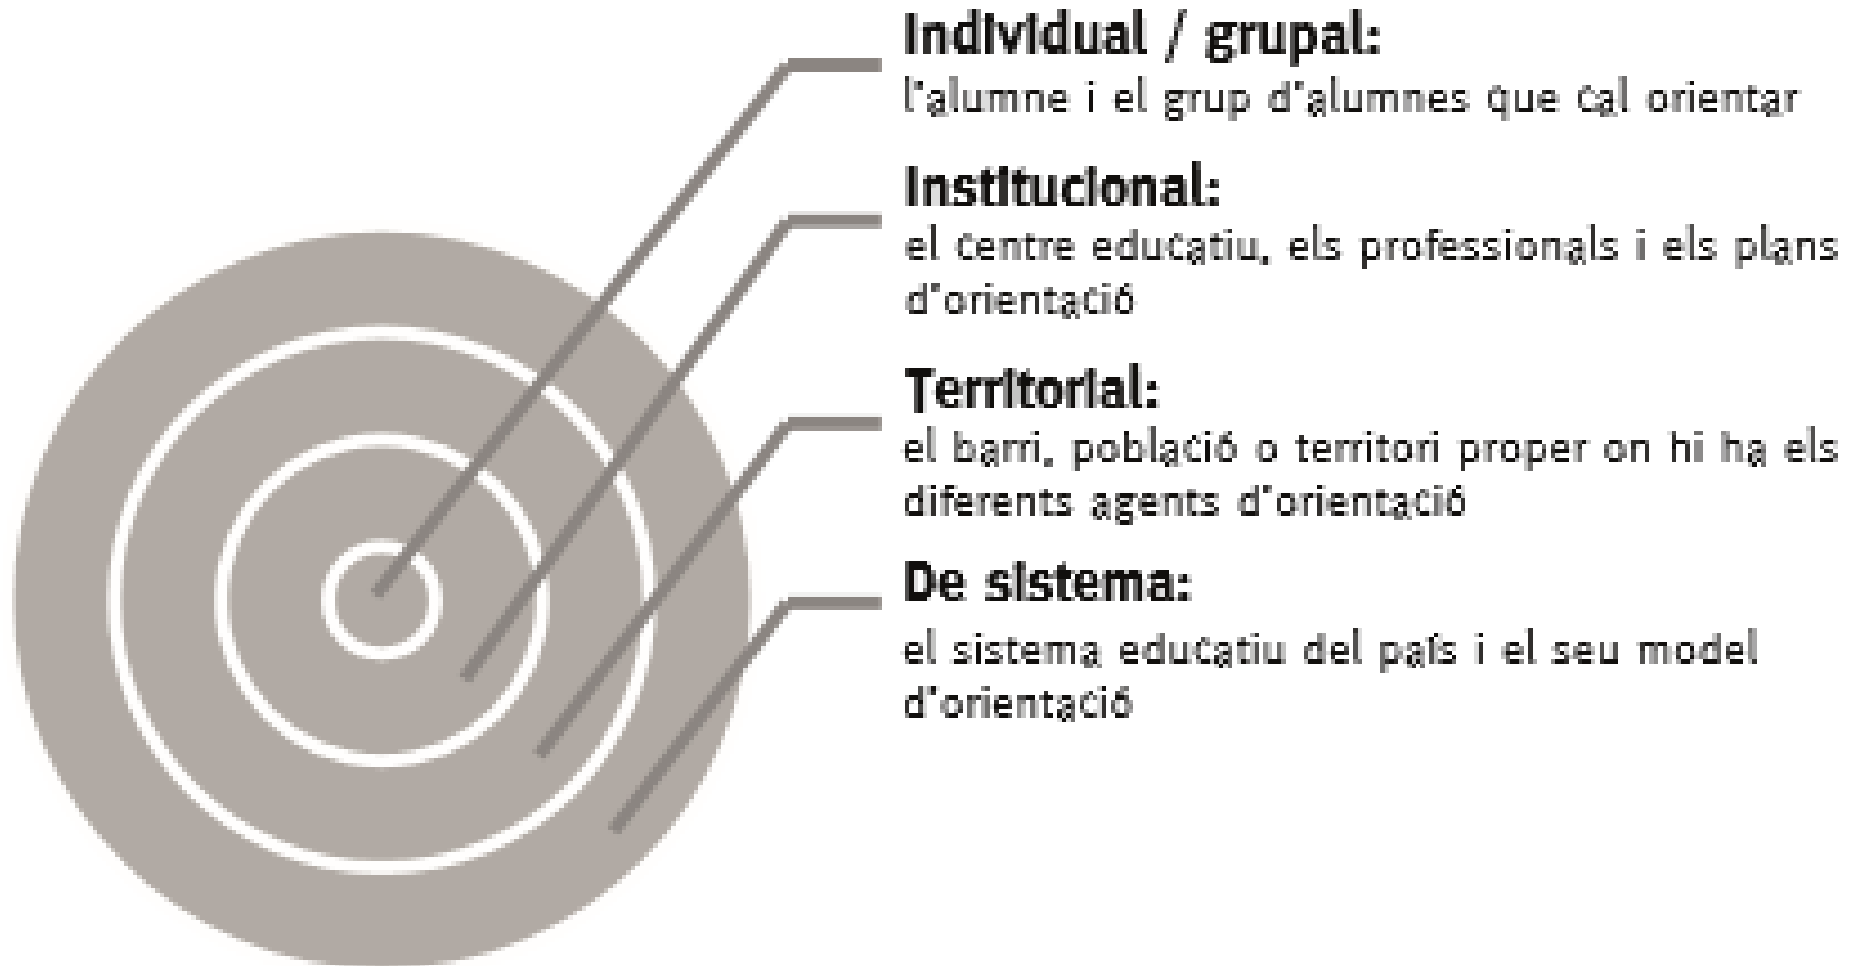 Individual / grupal:
l'alumne i el grup d'alumnes que cal orientar
Institucional:
el centre educatiu, els professionals i els plans
d'orientació
Territorial:
el barri, població o territori proper on hi ha els
diferents agents d'orientació
De sistema:
el sistema educatiu del país i el seu model
d'orientació